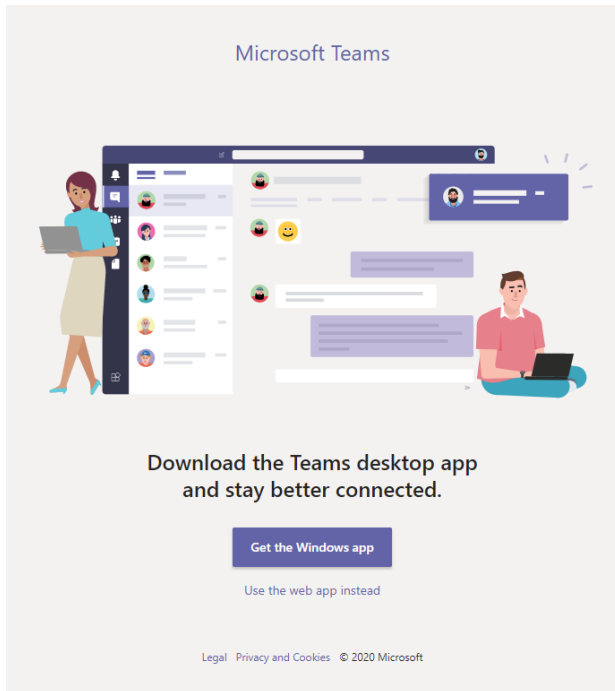 Microsoft Teams
Download the Teams desktop app
and stay better connected.
Get the Windows app
Use the web app instead
Legal Privacy and Cookies © 2020 Microsoft